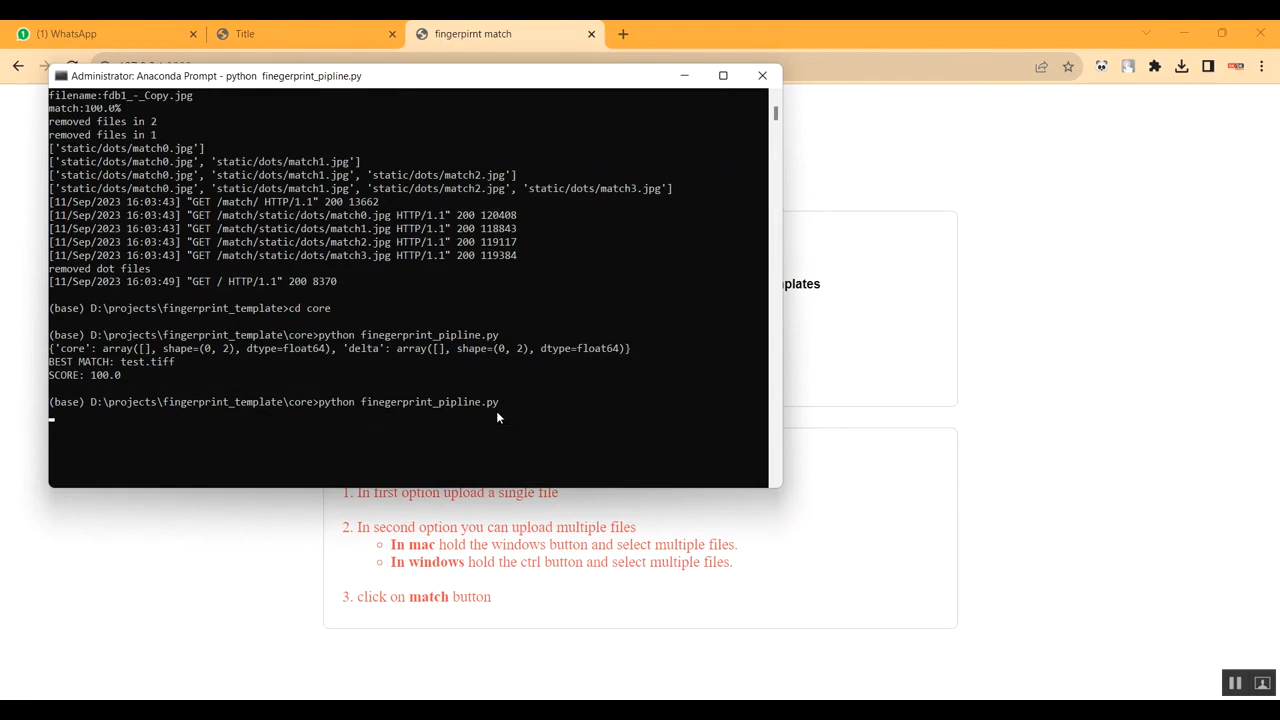 (1) WhatsApp
Title
fingerpirnt match
Administrator: Anaconda Prompt - python  finegerprint_pipline.py
filename:fdb1_-_Copy.jpg
match:100.0%
removed files in 2
removed files in 1
['static/dots/match0.jpg']
['static/dots/match0.jpg', 'static/dots/match1.jpg']
['static/dots/match0.jpg', 'static/dots/match1.jpg', 'static/dots/match2.jpg']
['static/dots/match0.jpg', 'static/dots/match1.jpg', 'static/dots/match2.jpg', 'static/dots/match3.jpg']
[11/Sep/2023 16:03:43] "GET /match/ HTTP/1.1" 200 13662
[11/Sep/2023 16:03:43] "GET /match/static/dots/match0.jpg HTTP/1.1" 200 120408
[11/Sep/2023 16:03:43] "GET /match/static/dots/match1.jpg HTTP/1.1" 200 118843
[11/Sep/2023 16:03:43] "GET /match/static/dots/match2.jpg HTTP/1.1" 200 119117
[11/Sep/2023 16:03:43] "GET /match/static/dots/match3.jpg HTTP/1.1" 200 119384
removed dot files
[11/Sep/2023 16:03:49] "GET / HTTP/1.1" 200 8370
(base) D:\projects\fingerprint_template>cd core
(base) D:\projects\fingerprint_template\core>python finegerprint_pipline.py
{'core': array([], shape=(0, 2), dtype=float64), 'delta': array([], shape=(0, 2), dtype=float64)}
BEST MATCH: test.tiff
SCORE: 100.0
(base) D:\projects\fingerprint_template\core>python finegerprint_pipline.py
plates
1. In first option upload a single file
2. In second option you can upload multiple files
In mac hold the windows button and select multiple files.
In windows hold the ctrl button and select multiple files.
3. click on match button